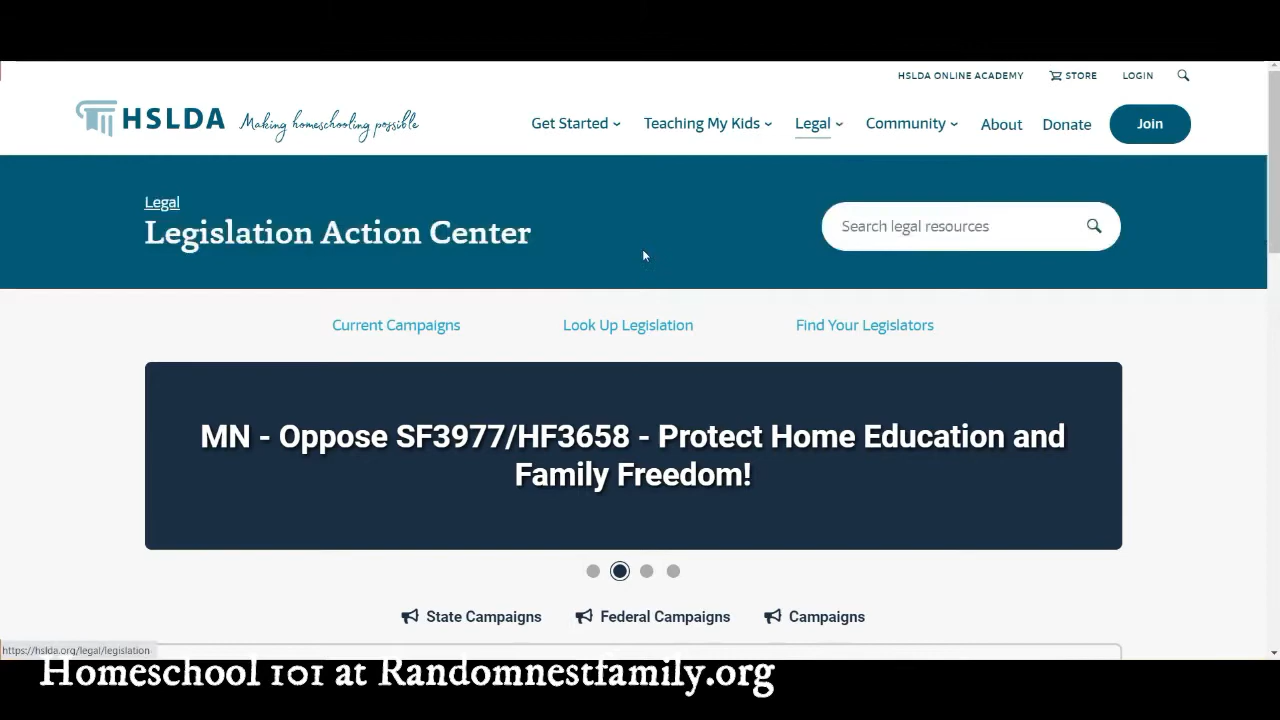 HSLDA ONLINE ACADEMY STORE LOGIN
HSLDA Making homeschooling possible
Get Started Teaching My Kids Legal Community About Donate Join
Legal
Legislation Action Center
Search legal resources
Current Campaigns Look Up Legislation Find Your Legislators
MN - Oppose SF3977/HF3658 - Protect Home Education and
Family Freedom!
State Campaigns Federal Campaigns Campaigns
https://hslda.org/legal/legislation
Homeschool 101 at Randomnestfamily.org